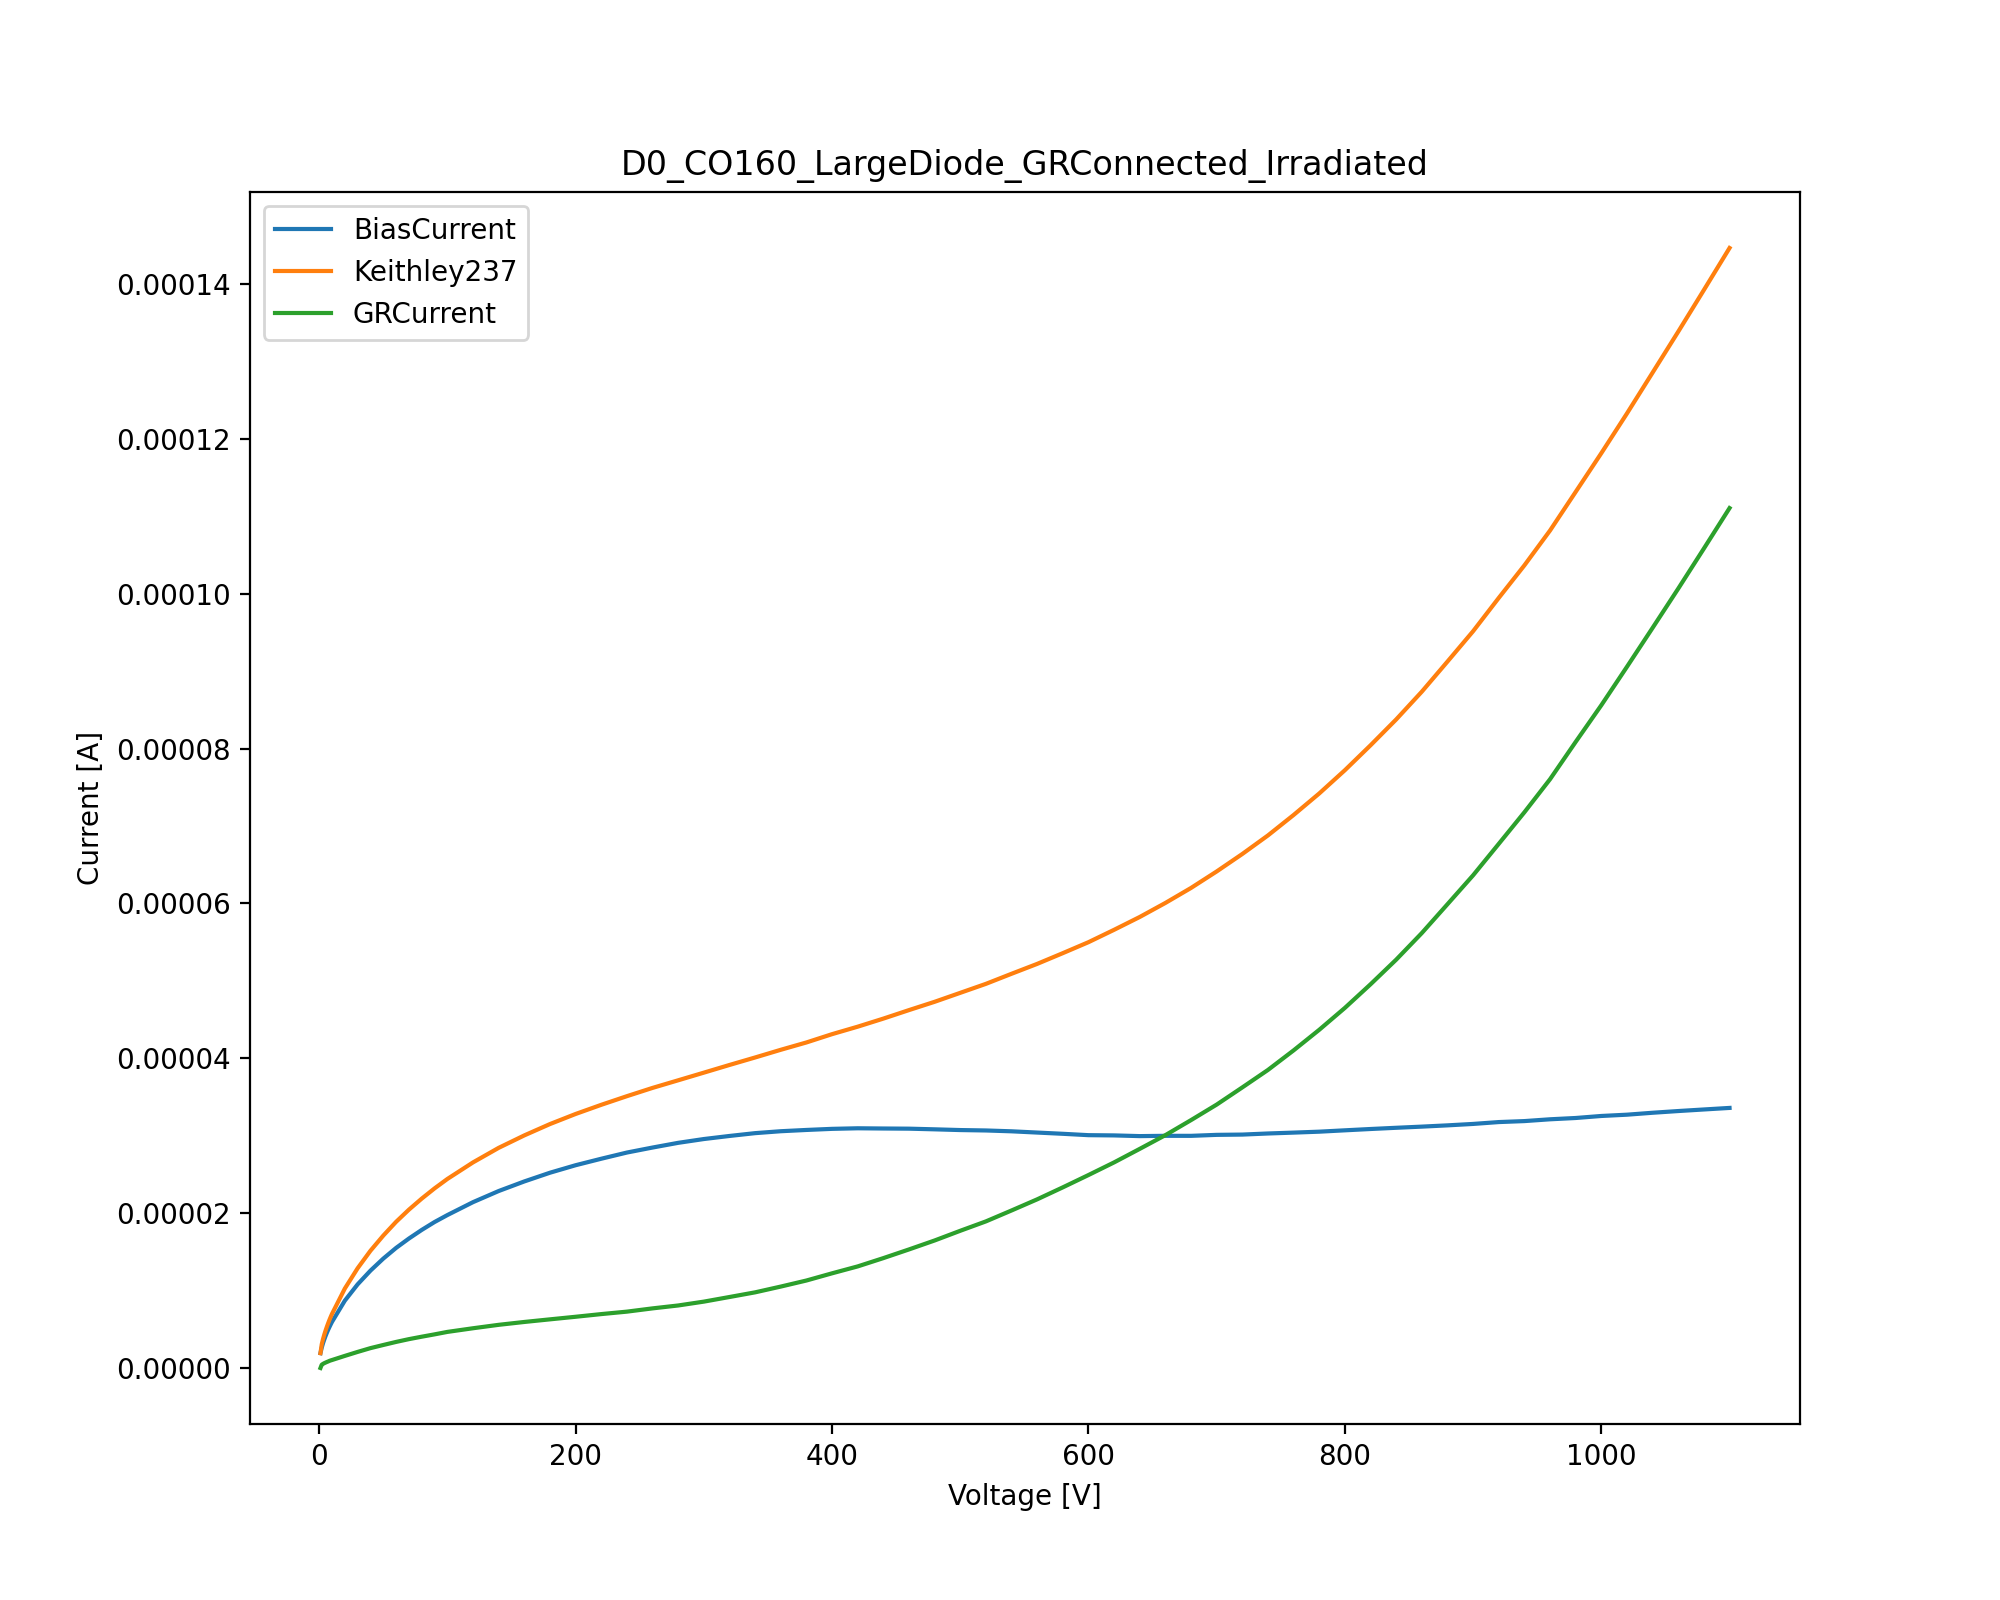 D0_CO160_LargeDiode_GRConnected_Irradiated
BiasCurrent
Keithley237
GRCurrent
0.00014
0.00012
0.00010
0.00008
0.00006
0.00004
0.00002
0.00000
Current [A]
0 200 400 600 800 1000
Voltage [V]